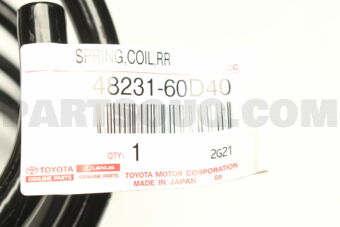 SPRING,COIL,RR
48231-60D40
QTY: 1 2G21
TOYOTA LEXUS
GENUINE PARTS GENUINE PARTS
TOYOTA MOTOR CORPORATION
MADE IN JAPAN 08
PARTSOUQ.COM